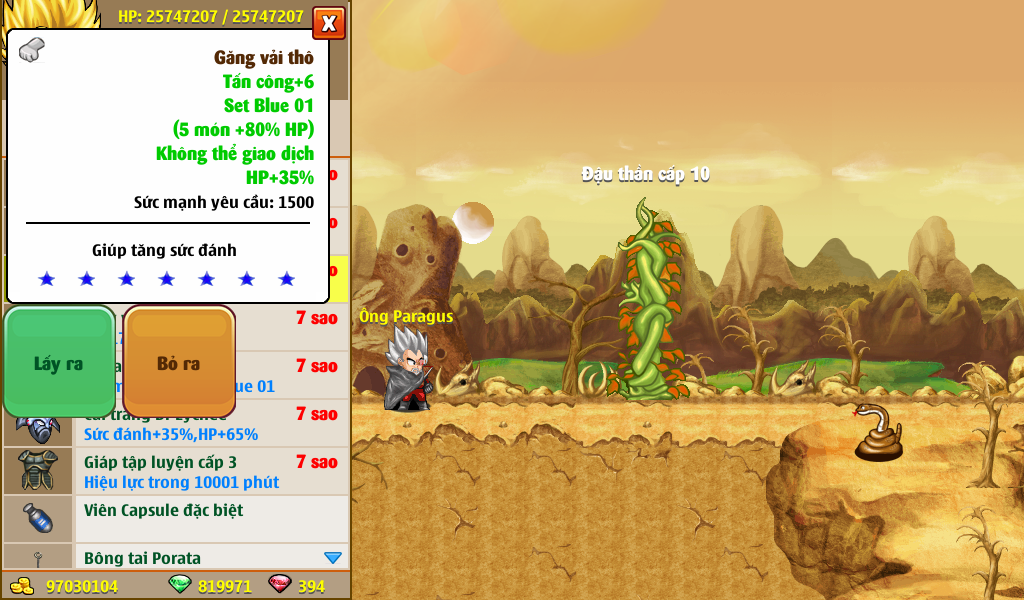 HP: 25747207 / 25747207
X
Găng vải thô
Tấn công+6
Set Blue 01
(5 món +80% HP)
Không thể giao dịch
HP+35%
Sức mạnh yêu cầu: 1500
Giúp tăng sức đánh
Lấy ra
Bỏ ra
7 sao
7 sao
ue 01
7 sao
Sức đánh+35%,HP+65%
Giáp tập luyện cấp 3
7 sao
Hiệu lực trong 10001 phút
Viên Capsule đặc biệt
Bông tai Porata
97030104
819971
394
Đậu thần cấp 10
Ông Paragus